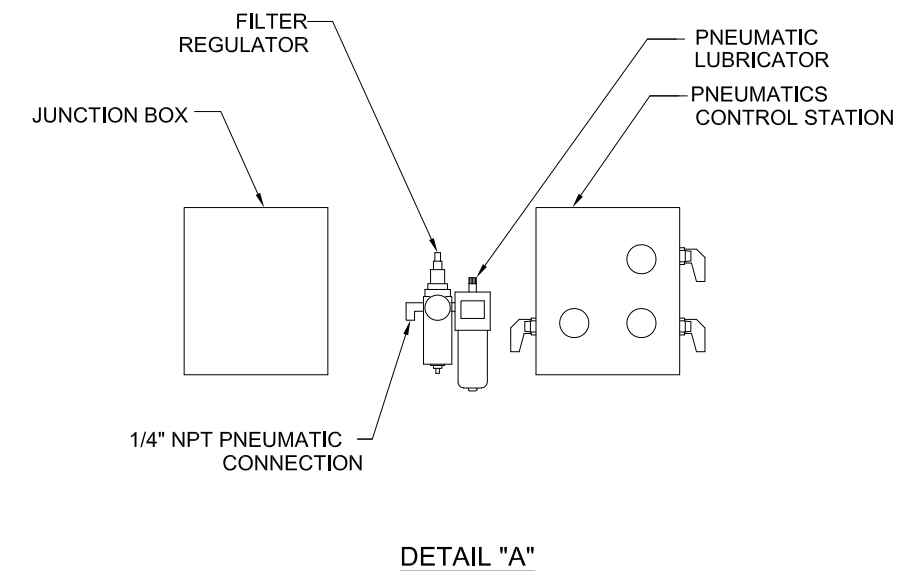 FILTER
REGULATOR
PNEUMATIC
LUBRICATOR
JUNCTION BOX
PNEUMATICS
CONTROL STATION
1/4" NPT PNEUMATIC
CONNECTION
DETAIL "A"